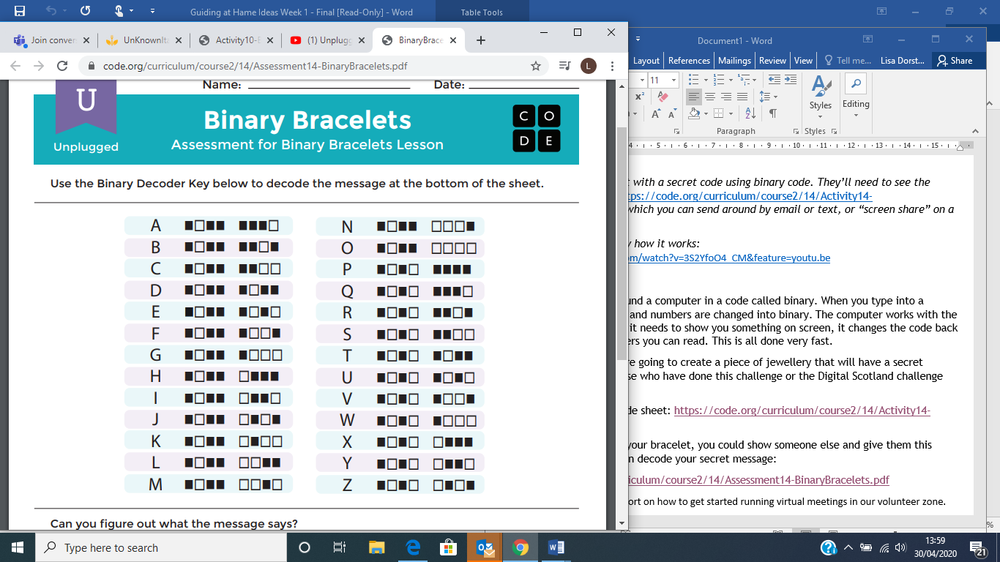 Guiding at Hame Ideas Week 1 - Final [Read-Only] - Word
Table Tools
Join conver
UnKnownIta
Activity10-E
(1) Unplugg
BinaryBrace
code.org/curriculum/course2/14/Assessment14-BinaryBracelets.pdf
L
Name:
Date:
U
Unplugged
Binary Bracelets
Assessment for Binary Bracelets Lesson
C O
D E
Use the Binary Decoder Key below to decode the message at the bottom of the sheet.
A ■□■■ ■■■□
B ■□■■ ■■□■
C ■□■■ ■■□□
D ■□■■ ■□■■
E ■□■■ ■□■□
F ■□■■ ■□□■
G ■□■■ ■□□□
H ■□■■ □■■■
I ■□■■ □■■□
J ■□■■ □■□■
K ■□■■ □■□□
L ■□■■ □□■■
M ■□■■ □□■□
N ■□■■ □□□■
O ■□■■ □□□□
P ■□■□ ■■■■
Q ■□■□ ■■■□
R ■□■□ ■■□■
S ■□■□ ■■□□
T ■□■□ ■□■■
U ■□■□ ■□■□
V ■□■□ ■□□■
W ■□■□ ■□□□
X ■□■□ □■■■
Y ■□■□ □■■□
Z ■□■□ □■□■
Can you figure out what the message says?
Document1 - Word
Layout References Mailings Review View Tell me... Lisa Dorst... Share
11
Styles
Editing
Paragraph
Styles
4 5 6 7 8 9 10 11 12 13 14 15
with a secret code using binary code. They’ll need to see the
ps://code.org/curriculum/course2/14/Activity14-
which you can send around by email or text, or “screen share” on a
how it works:
om/watch?v=3S2YfoO4_CM&feature=youtu.be
und a computer in a code called binary. When you type into a
and numbers are changed into binary. The computer works with the
it needs to show you something on screen, it changes the code back
ers you can read. This is all done very fast.
re going to create a piece of jewellery that will have a secret
se who have done this challenge or the Digital Scotland challenge
de sheet: https://code.org/curriculum/course2/14/Activity14-
your bracelet, you could show someone else and give them this
n decode your secret message:
iculum/course2/14/Assessment14-BinaryBracelets.pdf
ort on how to get started running virtual meetings in our volunteer zone.
%
Type here to search
13:59
30/04/2020
21